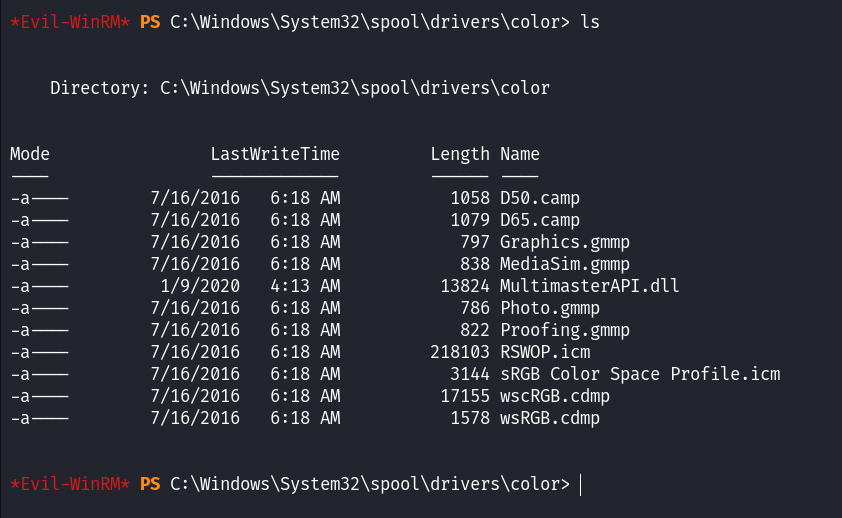 *Evil-WinRM* PS C:\Windows\System32\spool\drivers\color> ls
Directory: C:\Windows\System32\spool\drivers\color
Mode                LastWriteTime         Length Name
----                -------------         ------ ----
-a----        7/16/2016   6:18 AM           1058 D50.camp
-a----        7/16/2016   6:18 AM           1079 D65.camp
-a----        7/16/2016   6:18 AM            797 Graphics.gmmp
-a----        7/16/2016   6:18 AM            838 MediaSim.gmmp
-a----         1/9/2020   4:13 AM          13824 MultimasterAPI.dll
-a----        7/16/2016   6:18 AM            786 Photo.gmmp
-a----        7/16/2016   6:18 AM            822 Proofing.gmmp
-a----        7/16/2016   6:18 AM         218103 RSWOP.icm
-a----        7/16/2016   6:18 AM           3144 sRGB Color Space Profile.icm
-a----        7/16/2016   6:18 AM          17155 wscRGB.cdmp
-a----        7/16/2016   6:18 AM           1578 wsRGB.cdmp
*Evil-WinRM* PS C:\Windows\System32\spool\drivers\color>